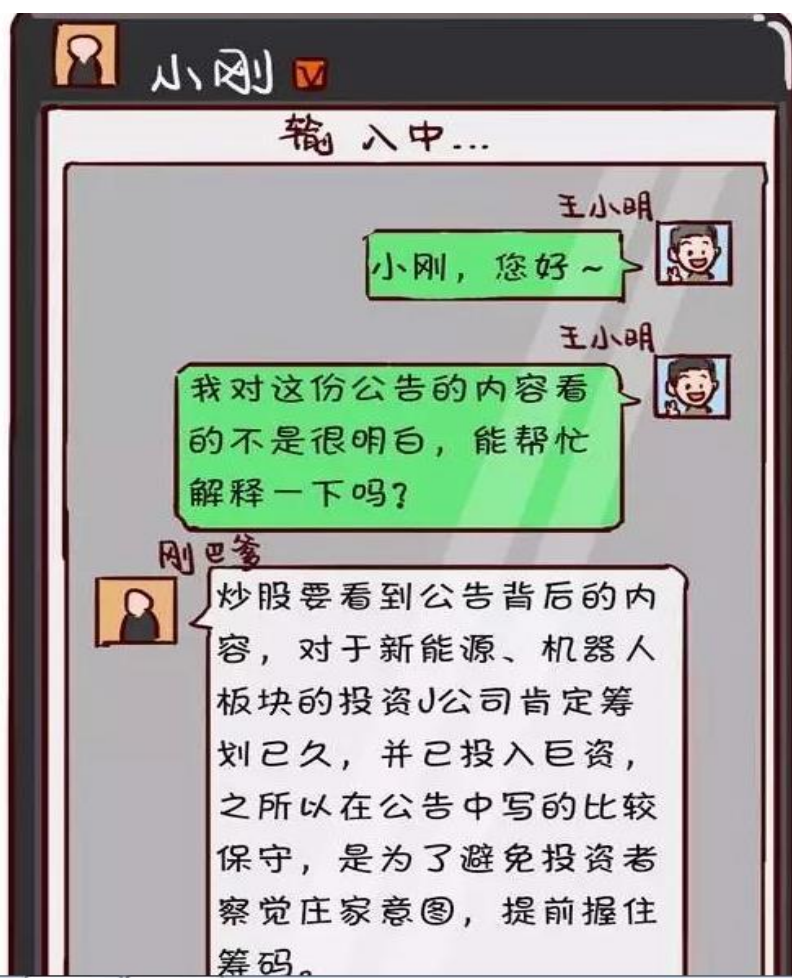 小刚 V
输入中...
王小明
小刚，您好~
王小明
我对这份公告的内容看
的不是很明白，能帮忙
解释一下吗？
刚巴爹
炒股要看到公告背后的内
容，对于新能源、机器人
板块的投资J公司肯定筹
划已久，并已投入巨资，
之所以在公告中写的比较
保守，是为了避免投资者
察觉庄家意图，提前握住
筹码。